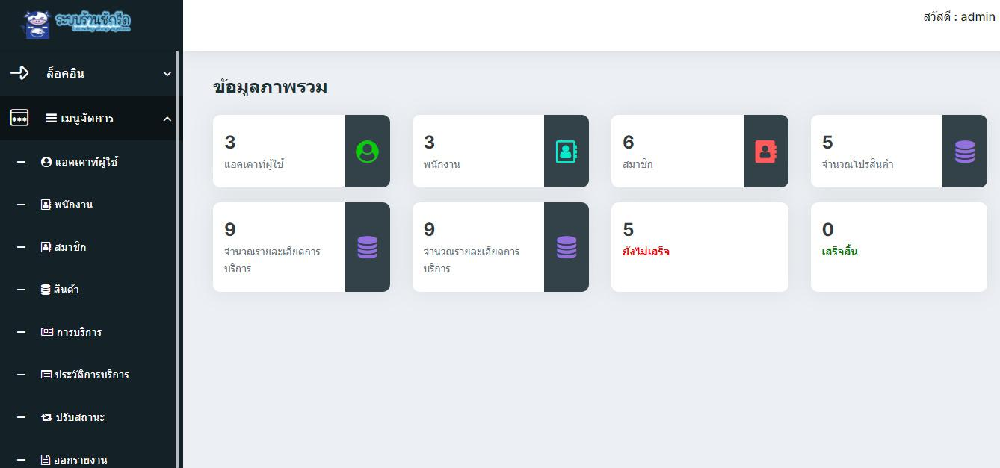 ระบบร้านซักรีด
สวัสดี : admin
ล็อคอิน
เมนูจัดการ
แอคเคาท์ผู้ใช้
พนักงาน
สมาชิก
สินค้า
การบริการ
ประวัติการบริการ
ปรับสถานะ
ออกรายงาน
ข้อมูลภาพรวม
3
แอคเคาท์ผู้ใช้
3
พนักงาน
6
สมาชิก
5
จำนวณโปรสินค้า
9
จำนวณรายละเอียดการ
บริการ
9
จำนวณรายละเอียดการ
บริการ
5
ยังไม่เสร็จ
0
เสร็จสิ้น